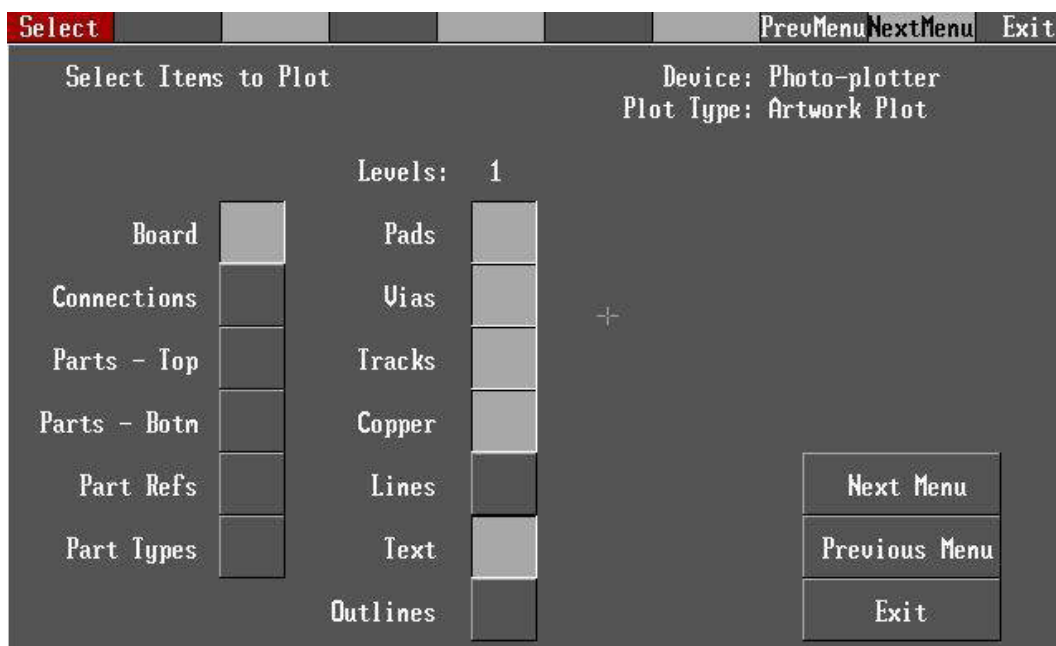 Select PrevMenu NextMenu Exit
Select Items to Plot
Device: Photo-plotter
Plot Type: Artwork Plot
Levels: 1
Board Pads
Connections Vias
Parts - Top Tracks
Parts - Botm Copper
Part Refs Lines Next Menu
Part Types Text Previous Menu
Outlines Exit